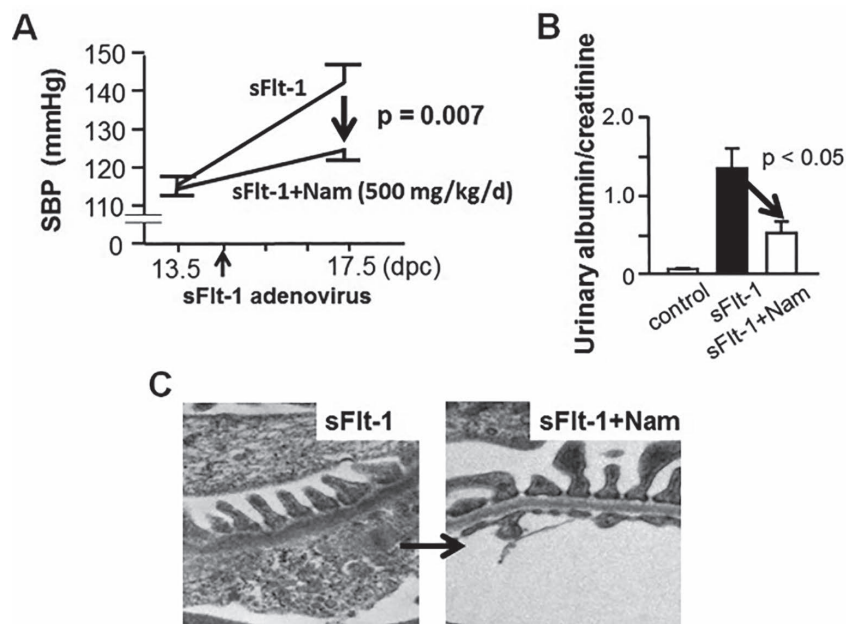 A
SBP (mmHg)
150
140
130
120
110
0
sFlt-1
p = 0.007
sFlt-1+Nam (500 mg/kg/d)
13.5
17.5 (dpc)
sFlt-1 adenovirus
B
Urinary albumin/creatinine
2.0
1.0
0
p < 0.05
control
sFlt-1
sFlt-1+Nam
C
sFlt-1
sFlt-1+Nam